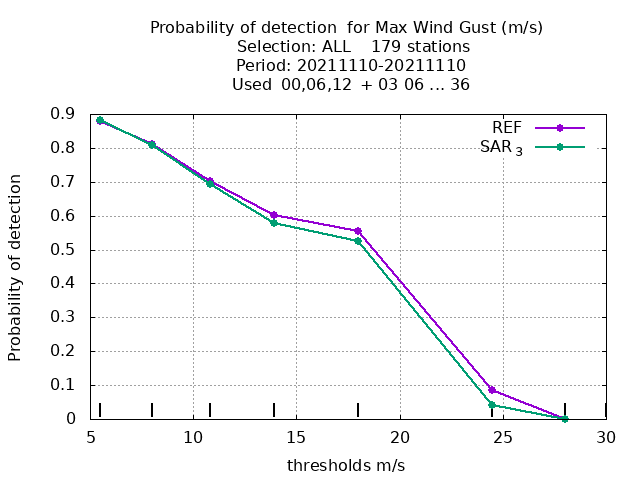 Probability of detection for Max Wind Gust (m/s)
Selection: ALL 179 stations
Period: 20211110-20211110
Used 00,06,12 + 03 06 ... 36
REF
SAR 3
0.9
0.8
0.7
0.6
0.5
0.4
0.3
0.2
0.1
0
Probability of detection
5 10 15 20 25 30
thresholds m/s